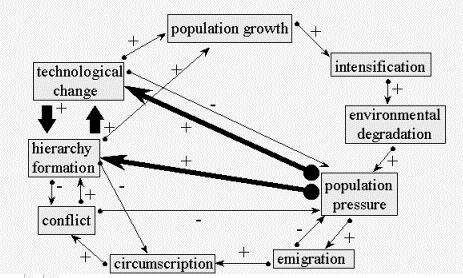 population growth
+
+
+
intensification
technological
change
+
-
+
environmental
degradation
+
+
hierarchy
formation
+
+
population
pressure
-
+
-
conflict
-
-
+
+
+
circumscription
emigration